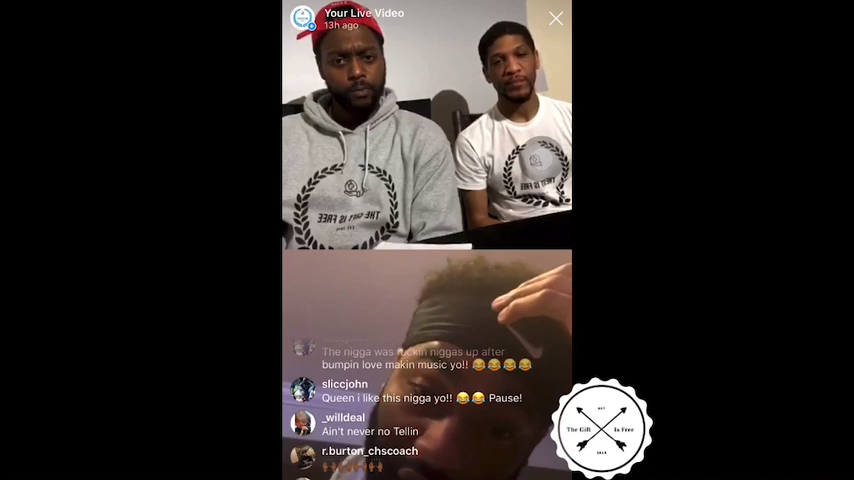 Your Live Video
13h ago
THE GIFT IS FREE
THE GIFT IS FREE
The nigga was fuckin niggas up after
bumpin love makin music yo!! 😂😂😂😂
sliccjohn
Queen i like this nigga yo!! 😂😂 Pause!
_willdeal
Ain't never no Tellin
r.burton_chscoach
🙌🏾🙌🏾🙌🏾🙌🏾🙌🏾
EST
The Gift Is Free
2018